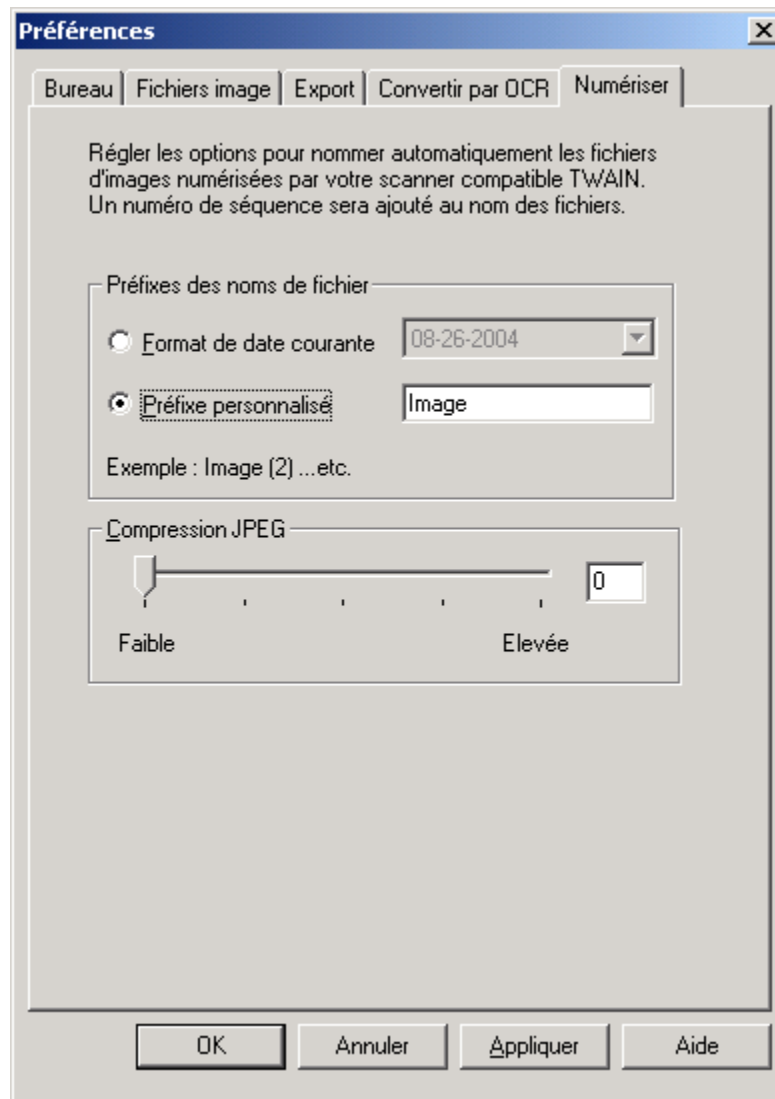 Préférences
Bureau Fichiers image Export Convertir par OCR Numériser
Régler les options pour nommer automatiquement les fichiers
d'images numérisées par votre scanner compatible TWAIN.
Un numéro de séquence sera ajouté au nom des fichiers.
Préfixes des noms de fichier
Format de date courante 08-26-2004
Préfixe personnalisé Image
Exemple : Image (2) ...etc.
Compression JPEG
0
Faible Elevée
OK Annuler Appliquer Aide